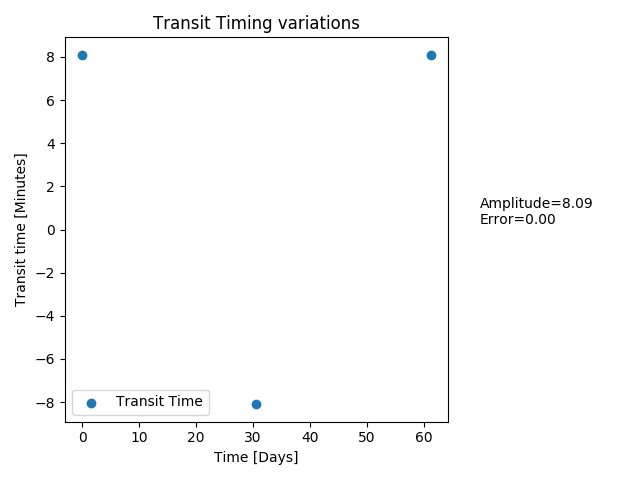 Transit Timing variations
8
6
4
2
0
−2
−4
−6
−8
Transit time [Minutes]
Amplitude=8.09
Error=0.00
Transit Time
0 10 20 30 40 50 60
Time [Days]